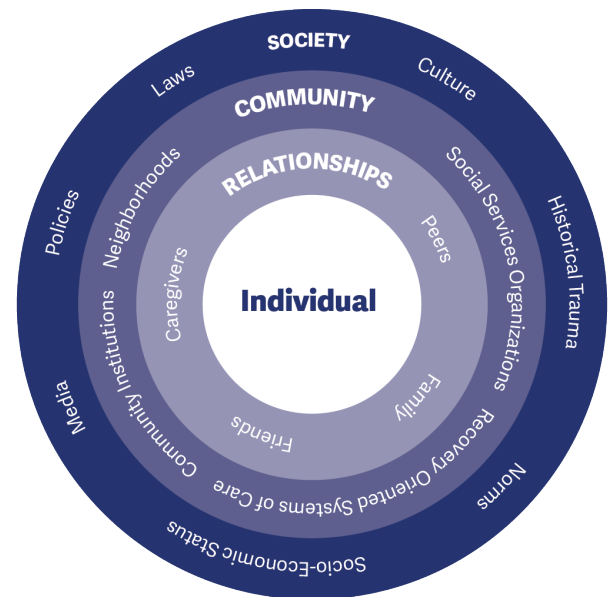 SOCIETY
Laws
Culture
Policies
Historical Trauma
Media
Norms
Socio-Economic Status
COMMUNITY
Neighborhoods
Social Services Organizations
Community Institutions
Recovery Oriented Systems of Care
RELATIONSHIPS
Peers
Caregivers
Family
Friends
Individual